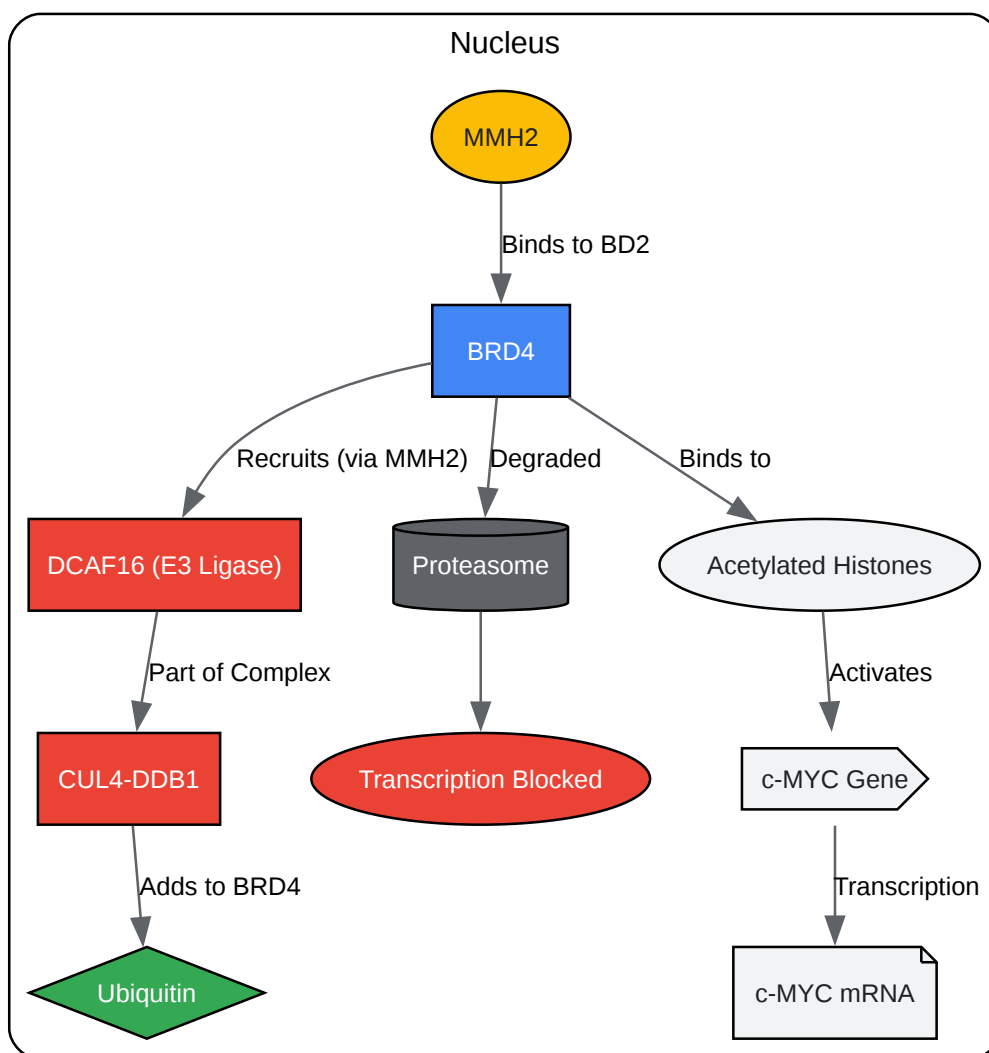 Nucleus
MMH2
Binds to BD2
BRD4
Recruits (via MMH2)
Degraded
Binds to
DCAF16 (E3 Ligase)
Proteasome
Acetylated Histones
Part of Complex
Activates
CUL4-DDB1
Transcription Blocked
c-MYC Gene
Adds to BRD4
Transcription
Ubiquitin
c-MYC mRNA